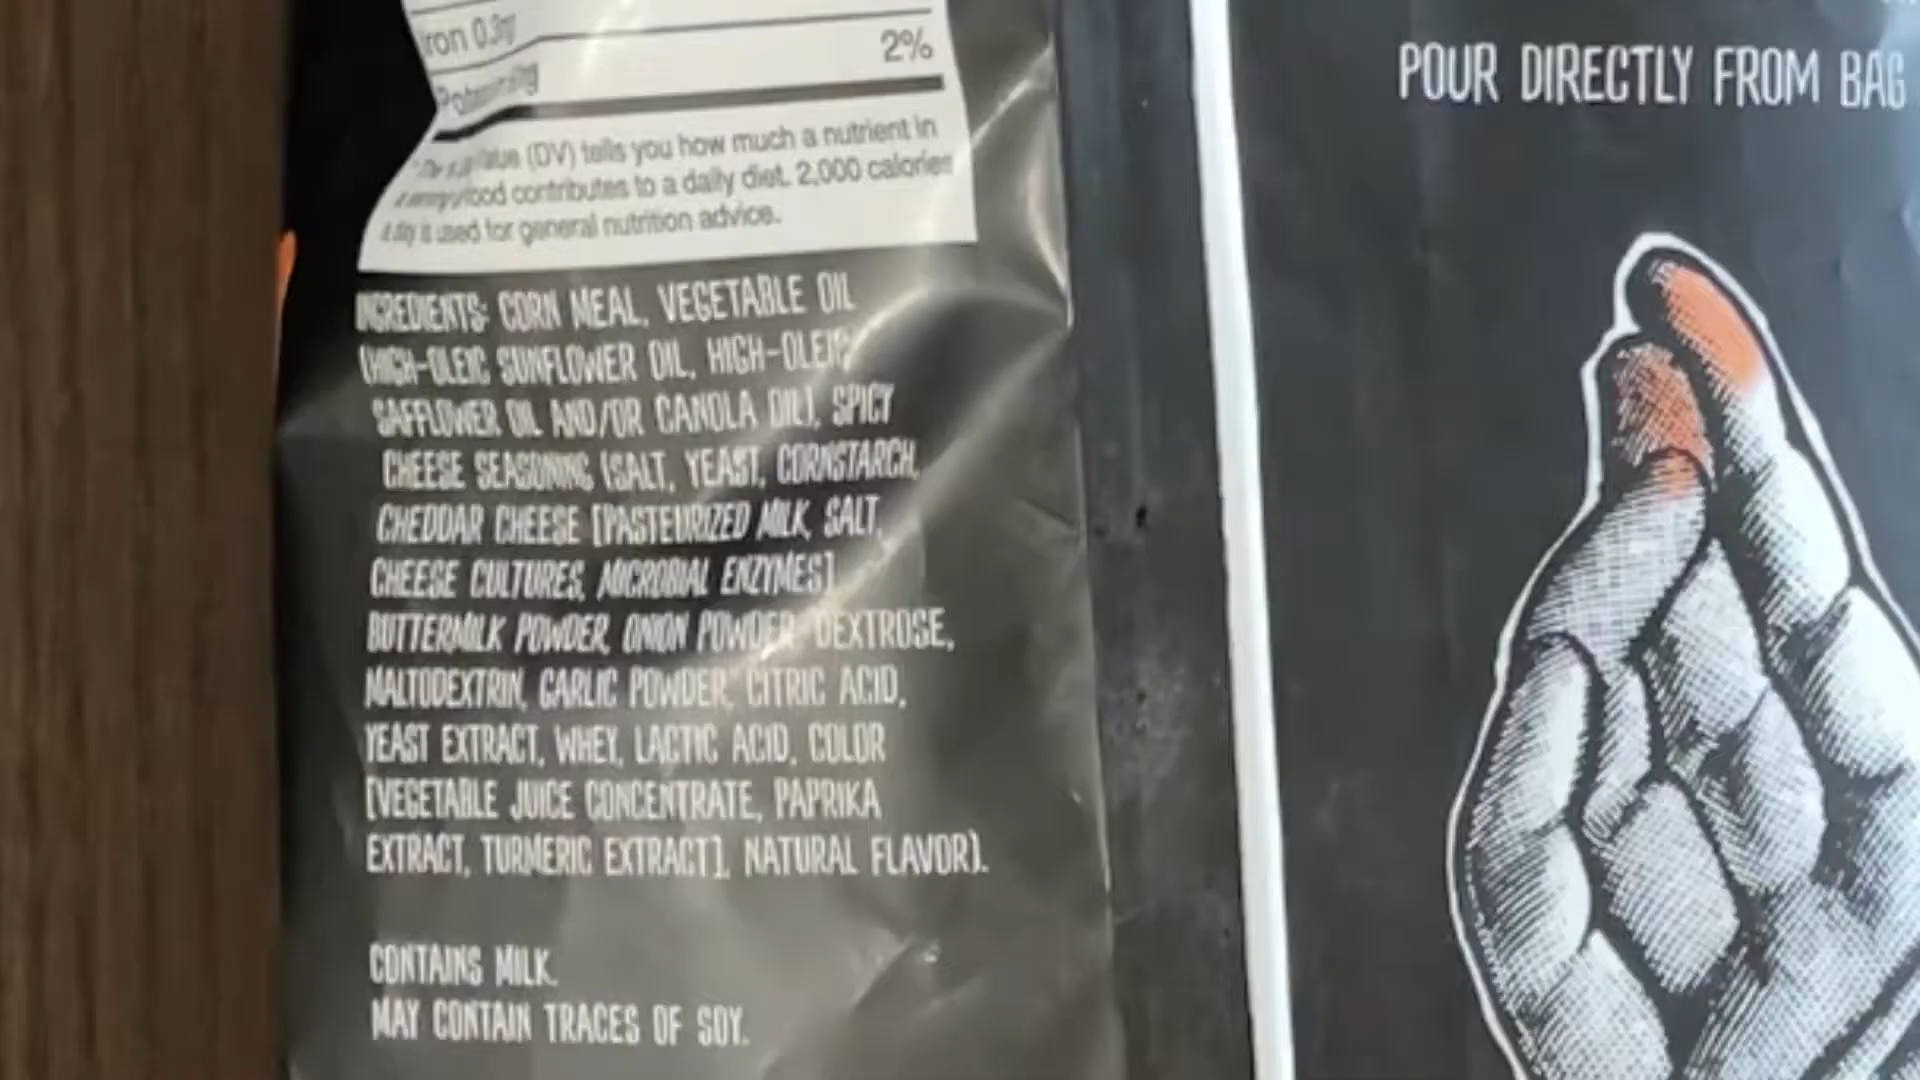 Iron 0.3mg
2%
(DV) tells you how much a nutrient in
food contributes to a daily diet. 2,000 calories
a day is used for general nutrition advice.
INGREDIENTS: CORN MEAL, VEGETABLE OIL
(HIGH-OLEIC SUNFLOWER OIL, HIGH-OLEIC
SAFFLOWER OIL AND/OR CANOLA OIL), SPICY
CHEESE SEASONING (SALT, YEAST, CORNSTARCH,
CHEDDAR CHEESE [PASTEURIZED MILK, SALT,
CHEESE CULTURES, MICROBIAL ENZYMES]
BUTTERMILK POWDER, ONION POWDER, DEXTROSE,
MALTODEXTRIN, GARLIC POWDER, CITRIC ACID,
YEAST EXTRACT, WHEY, LACTIC ACID, COLOR
[VEGETABLE JUICE CONCENTRATE, PAPRIKA
EXTRACT, TURMERIC EXTRACT], NATURAL FLAVOR).
CONTAINS MILK.
MAY CONTAIN TRACES OF SOY.
POUR DIRECTLY FROM BAG